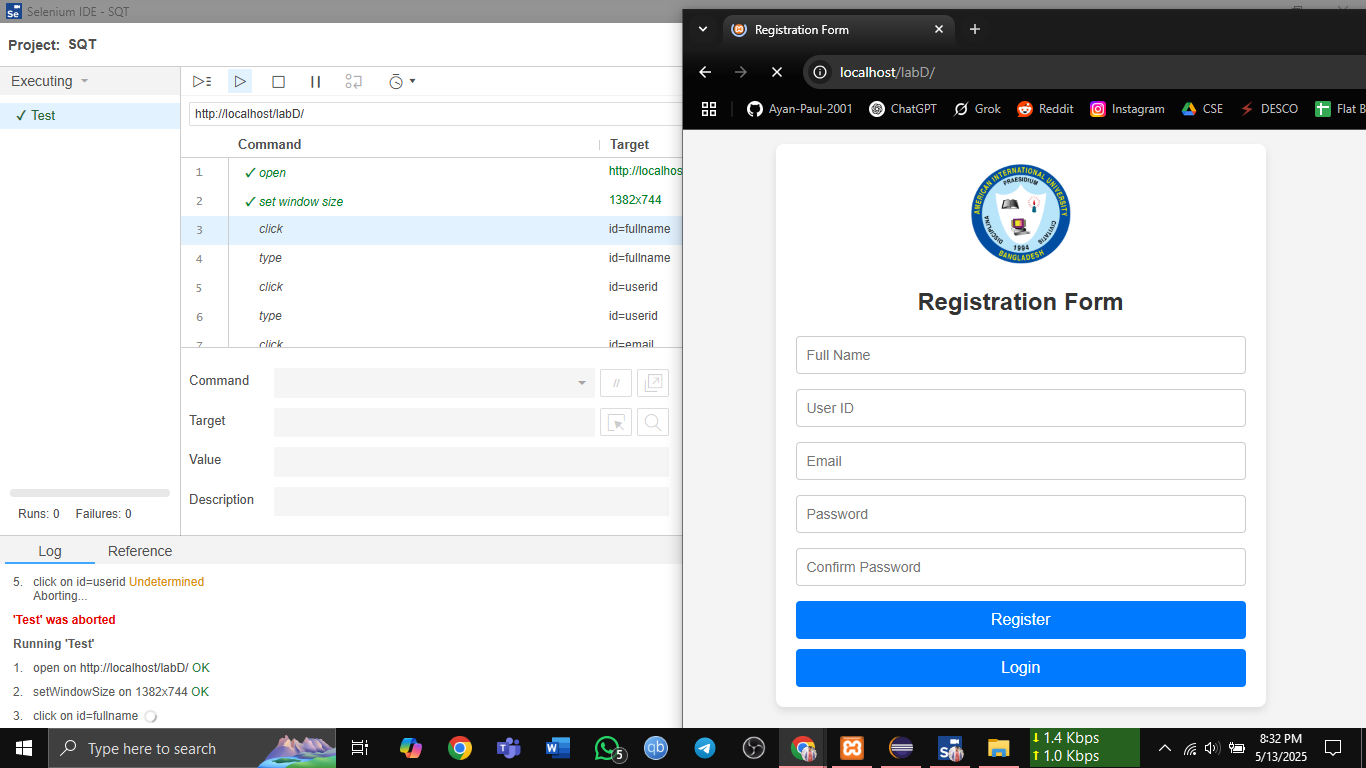 Selenium IDE - SQT
Project: SQT
Executing
✓ Test
Runs: 0 Failures: 0
http://localhost/labD/
Command Target
1 ✓ open http://localhos
2 ✓ set window size 1382x744
3 click id=fullname
4 type id=fullname
5 click id=userid
6 type id=userid
7 click id=email
Command
//
Target
Value
Description
Log Reference
5. click on id=userid Undetermined
Aborting...
'Test' was aborted
Running 'Test'
1. open on http://localhost/labD/ OK
2. setWindowSize on 1382x744 OK
3. click on id=fullname
Registration Form
localhost/labD/
Ayan-Paul-2001 ChatGPT Grok Reddit Instagram CSE DESCO Flat B
AMERICAN INTERNATIONAL UNIVERSITY
PRAESIDIUM
DISCIPLINA
CIVITATIS
1994
BANGLADESH
Registration Form
Full Name
User ID
Email
Password
Confirm Password
Register
Login
Type here to search
W
5
qb
Se
1.4 Kbps
1.0 Kbps
8:32 PM
5/13/2025